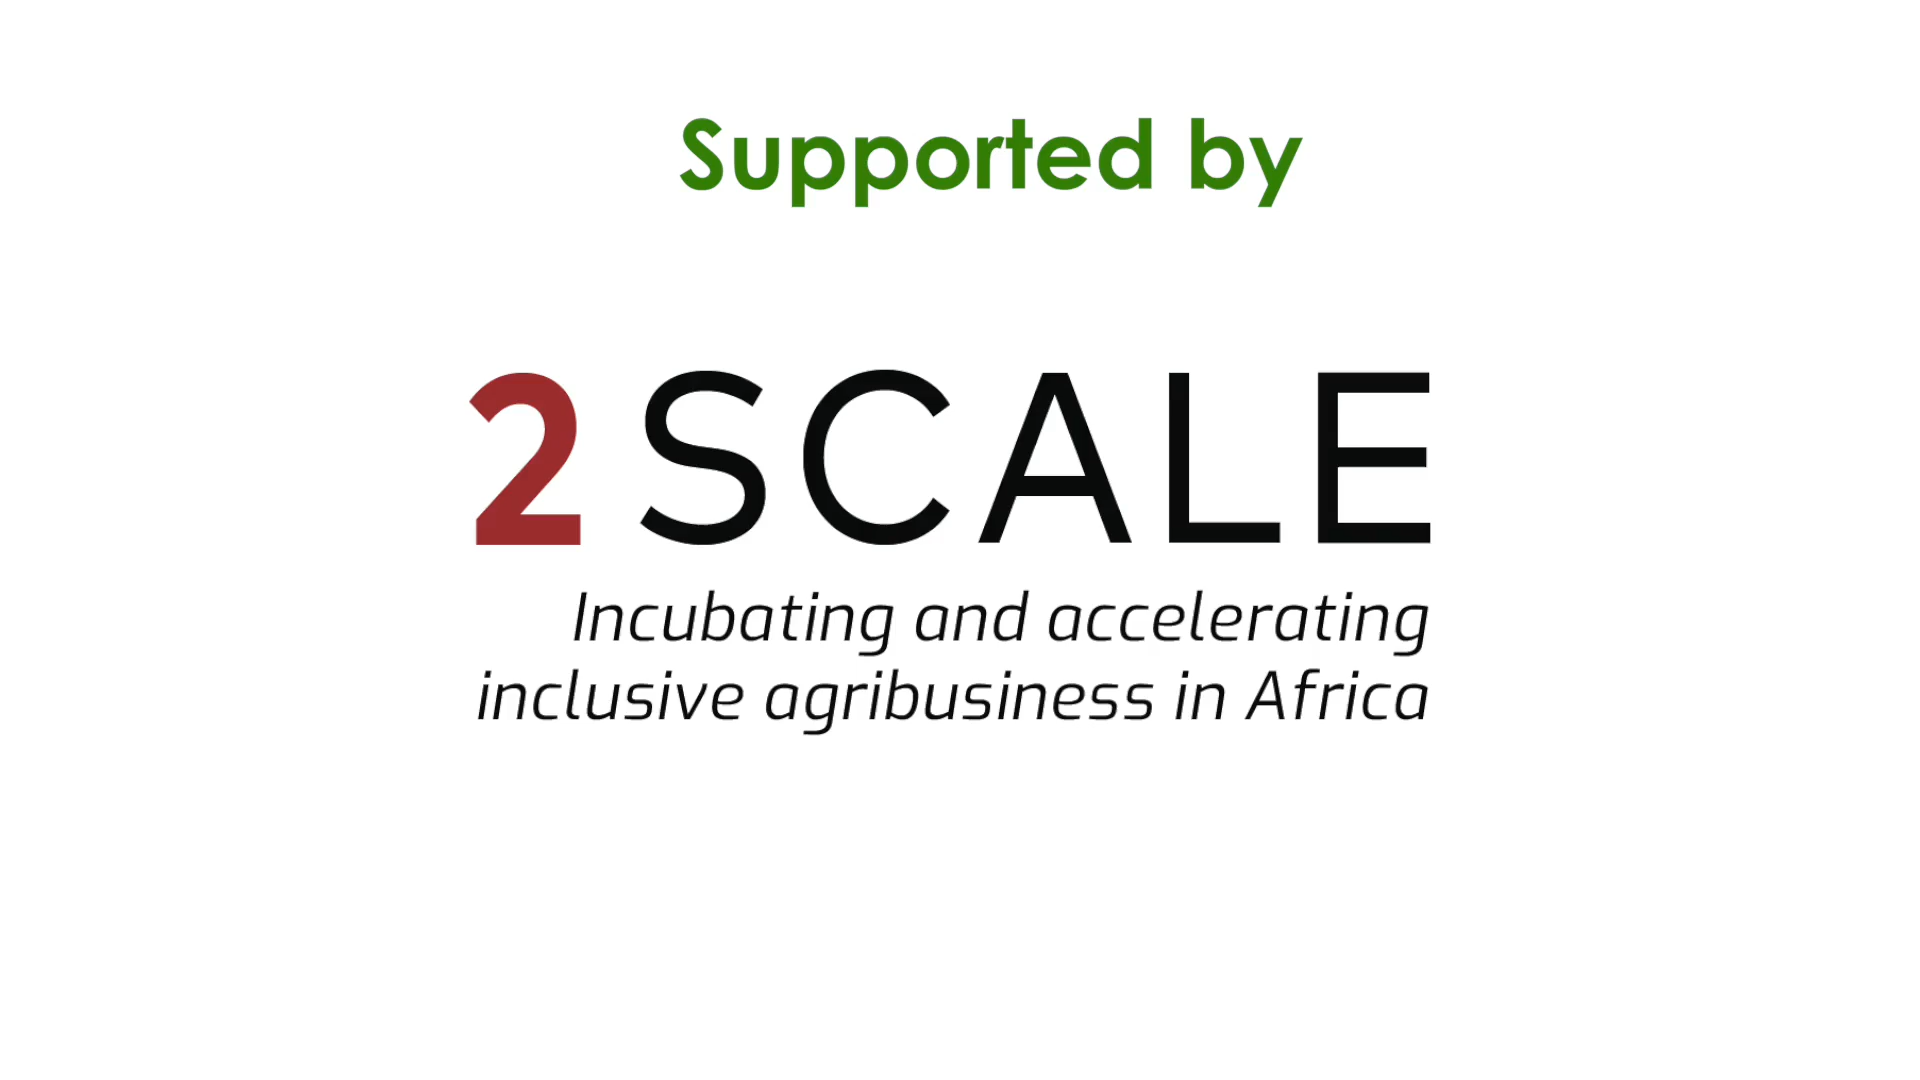 Supported by
2SCALE
Incubating and accelerating
inclusive agribusiness in Africa